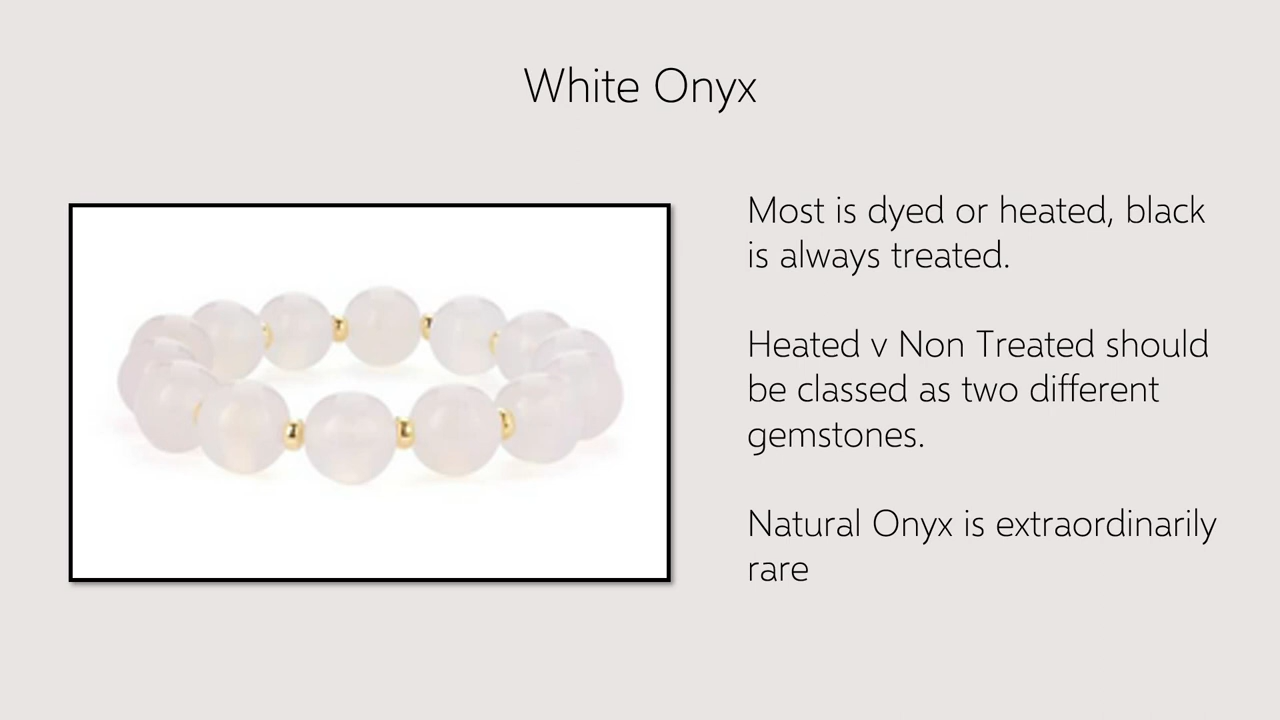 White Onyx
Most is dyed or heated, black
is always treated.
Heated v Non Treated should
be classed as two different
gemstones.
Natural Onyx is extraordinarily
rare